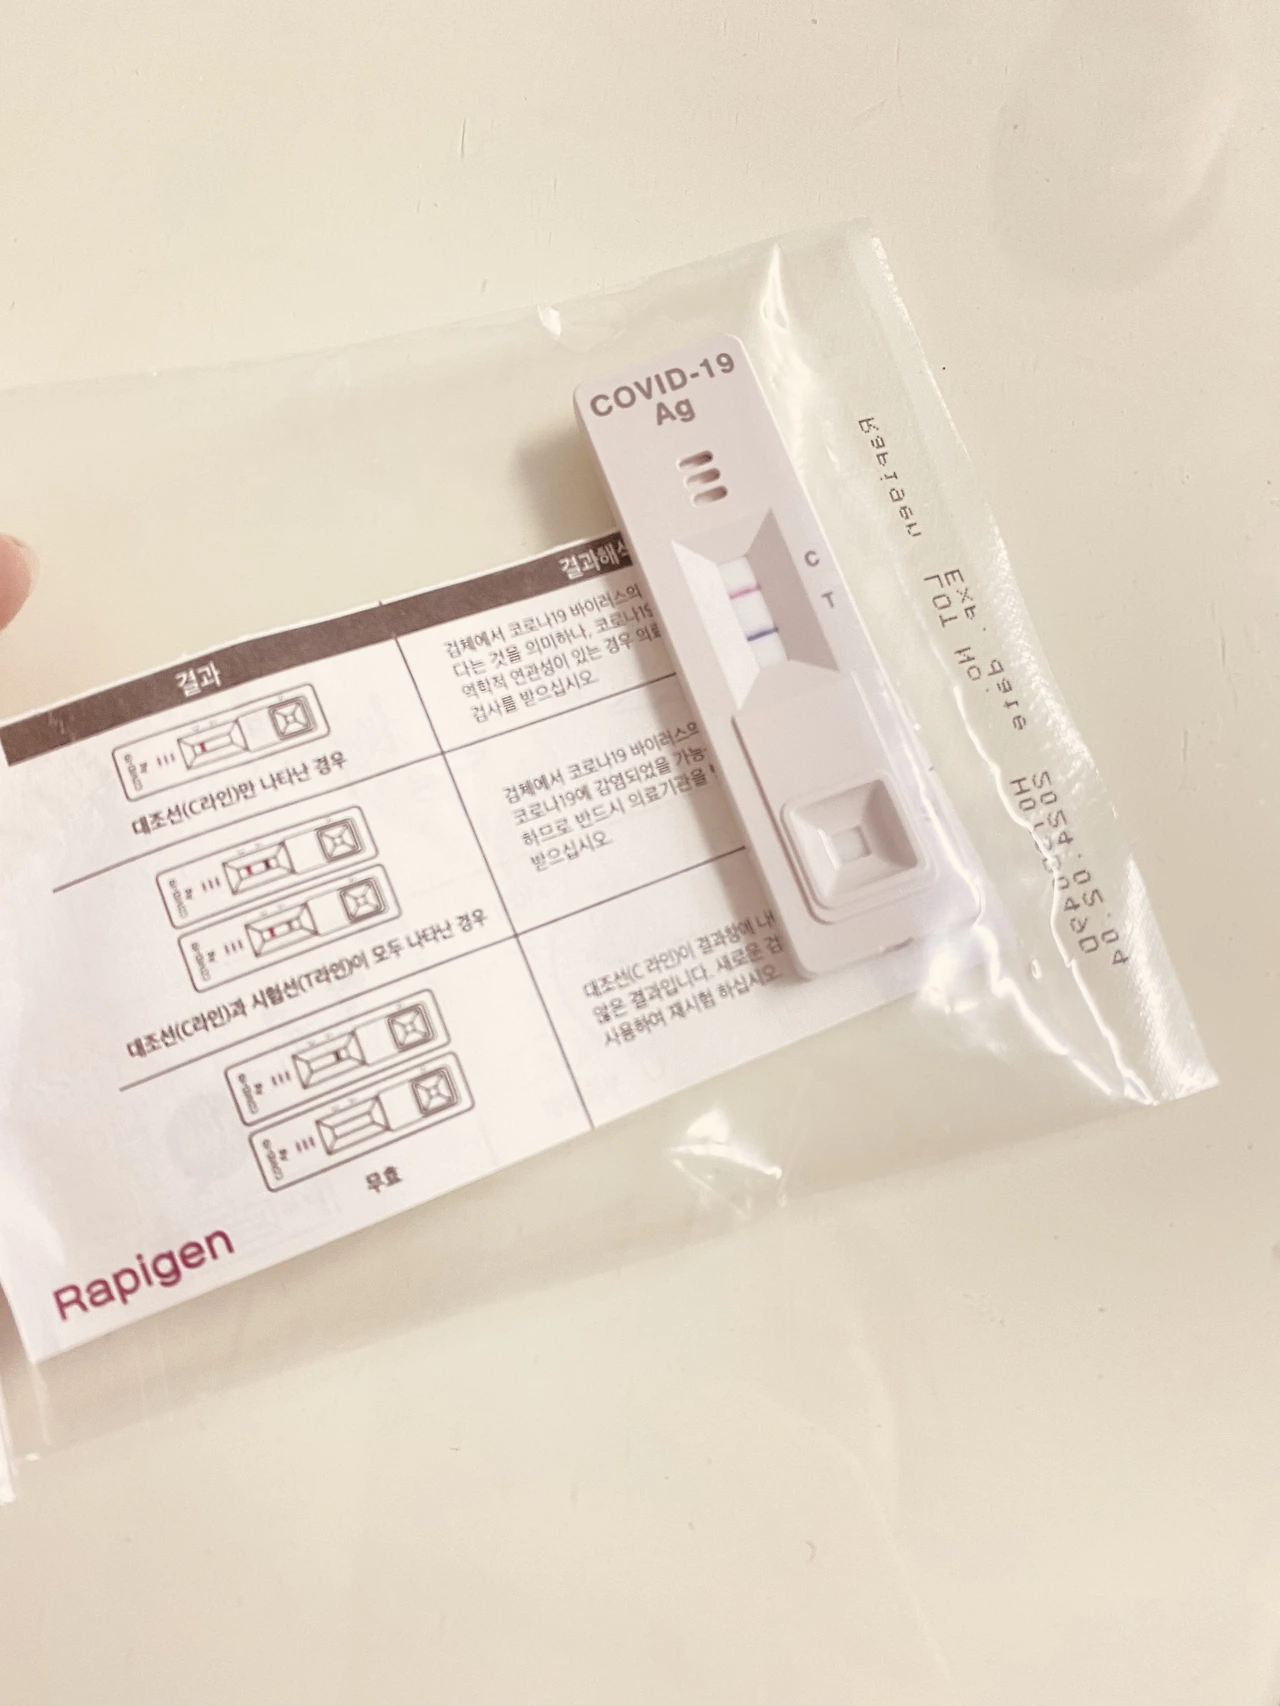 COVID-19
Ag
C
T
결과
결과해석
대조선(C라인)만 나타난 경우
검체에서 코로나19 바이러스의
다는 것을 의미하나, 코로나19
역학적 연관성이 있는 경우 의료
검사를 받으십시오
대조선(C라인)과 시험선(T라인)이 모두 나타난 경우
검체에서 코로나19 바이러스의
코로나19에 감염되었을 가능
하므로 반드시 의료기관을
받으십시오
무효
대조선(C 라인)이 결과창에 나
않은 결과입니다. 새로운 검
사용하여 재시험 하십시오
Rapigen
Rapigen
LOT NO.
Exp. Date